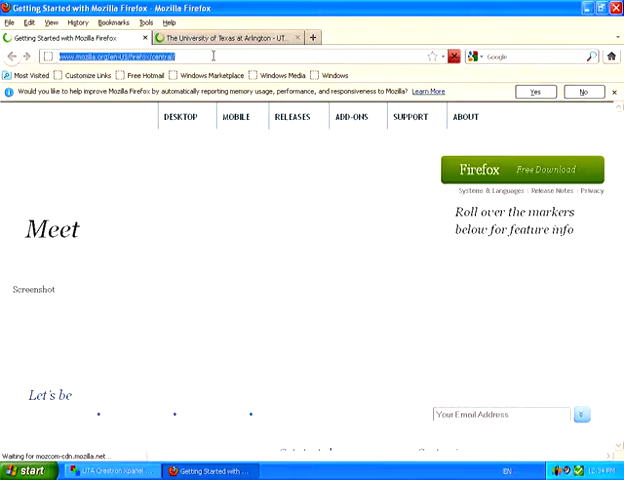 Getting Started with Mozilla Firefox - Mozilla Firefox
File Edit View History Bookmarks Tools Help
Getting Started with Mozilla Firefox
The University of Texas at Arlington - UT...
www.mozilla.org/en-US/firefox/central/
Google
Most Visited Customize Links Free Hotmail Windows Marketplace Windows Media Windows
Would you like to help improve Mozilla Firefox by automatically reporting memory usage, performance, and responsiveness to Mozilla? Learn More Yes No
DESKTOP MOBILE RELEASES ADD-ONS SUPPORT ABOUT
Firefox Free Download
Systems & Languages Release Notes Privacy
Roll over the markers
below for feature info
Meet
Screenshot
Let's be
Your Email Address
Waiting for mozcom-cdn.mozilla.net...
start UTA Crestron Xpanel ... Getting Started with ... EN 12:34 PM